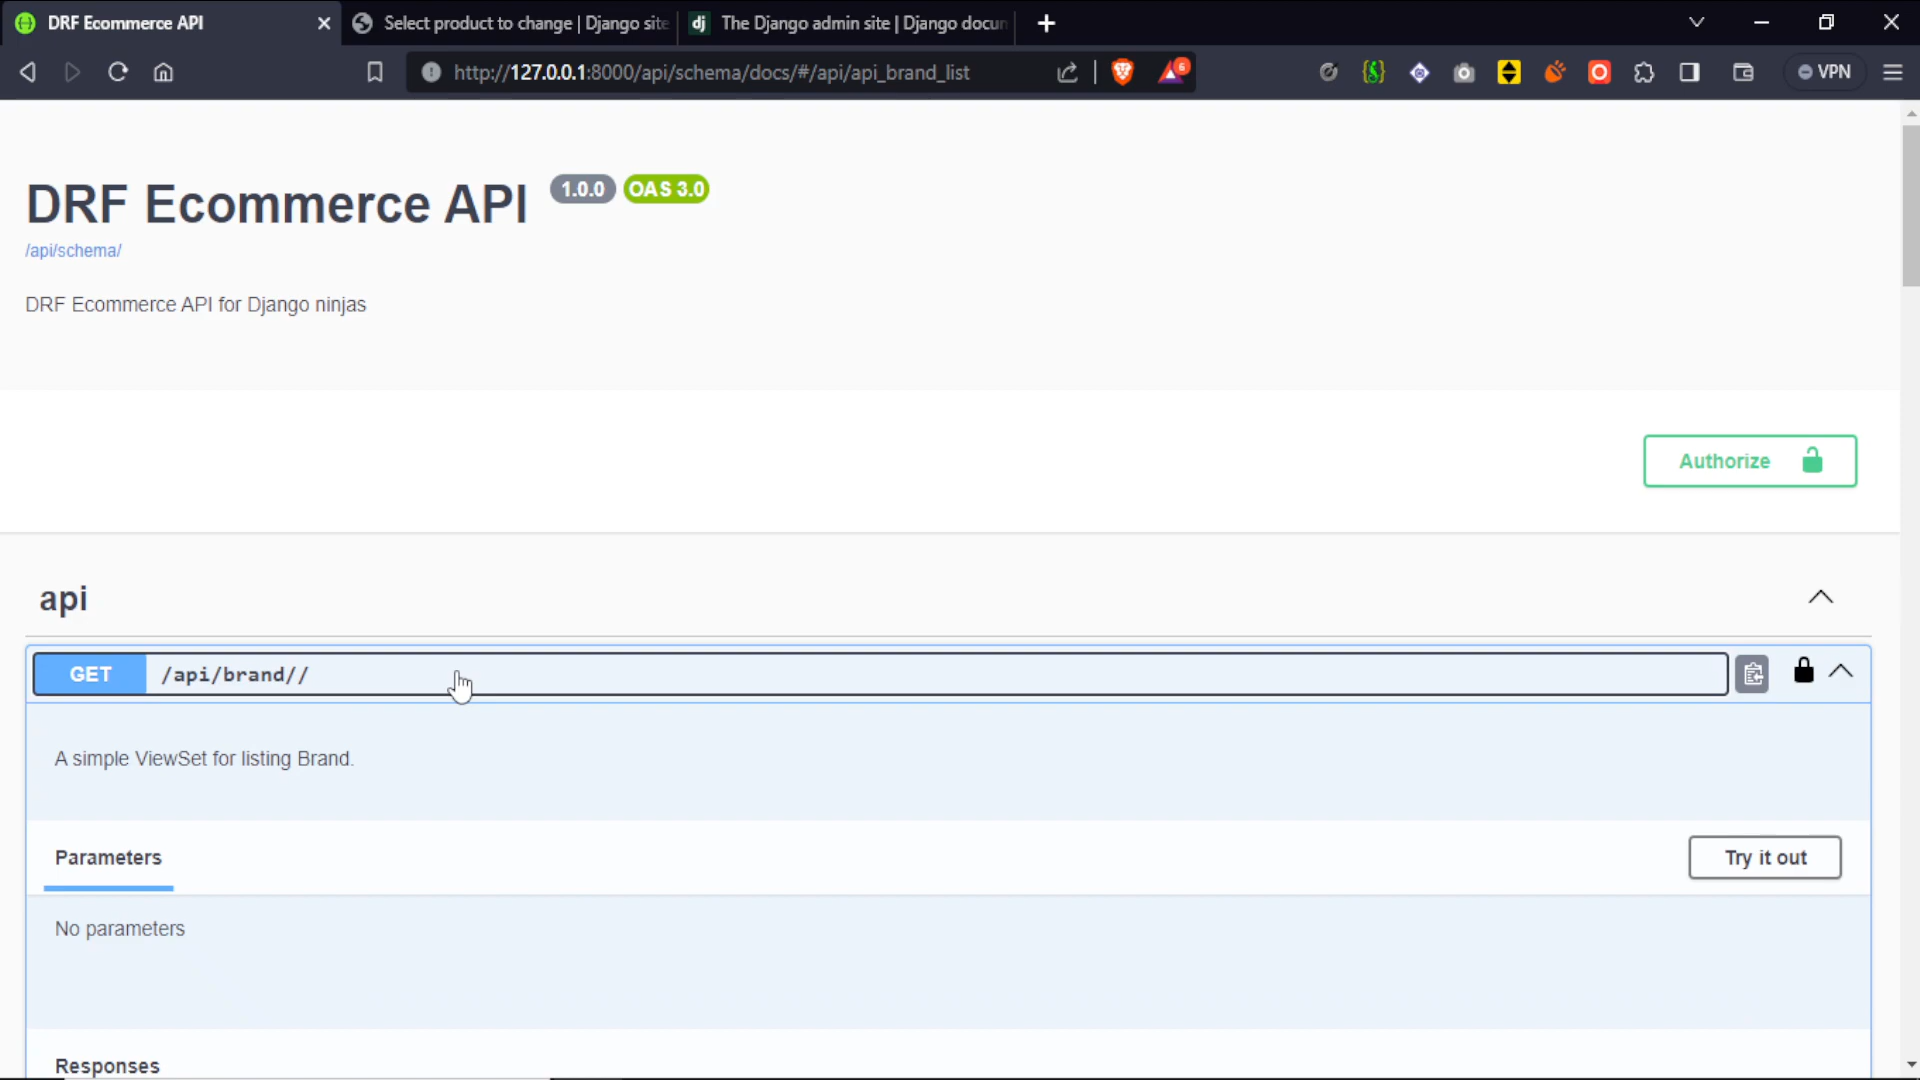 DRF Ecommerce API
Select product to change | Django site
dj The Django admin site | Django docun
http://127.0.0.1:8000/api/schema/docs/#/api/api_brand_list
6
VPN
DRF Ecommerce API 1.0.0 OAS 3.0
/api/schema/
DRF Ecommerce API for Django ninjas
Authorize
api
GET /api/brand//
A simple ViewSet for listing Brand.
Parameters
Try it out
No parameters
Responses